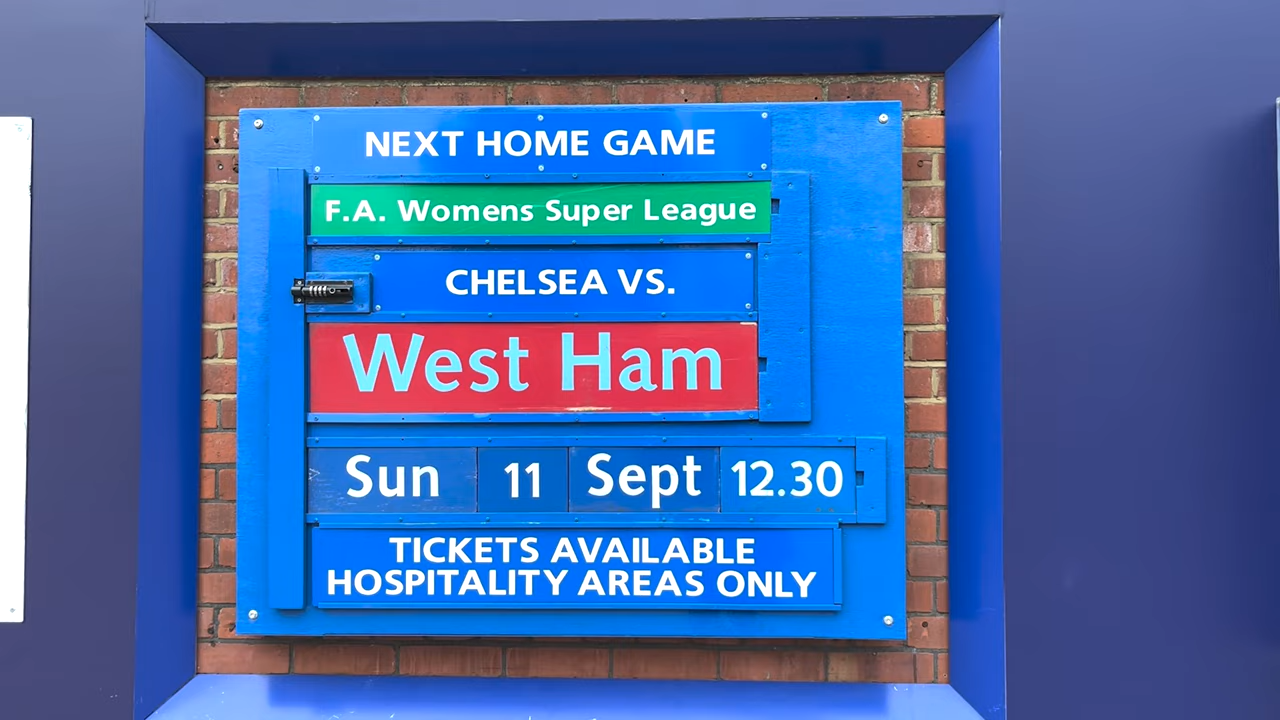 NEXT HOME GAME
F.A. Womens Super League
CHELSEA VS.
West Ham
Sun 11 Sept 12.30
TICKETS AVAILABLE
HOSPITALITY AREAS ONLY